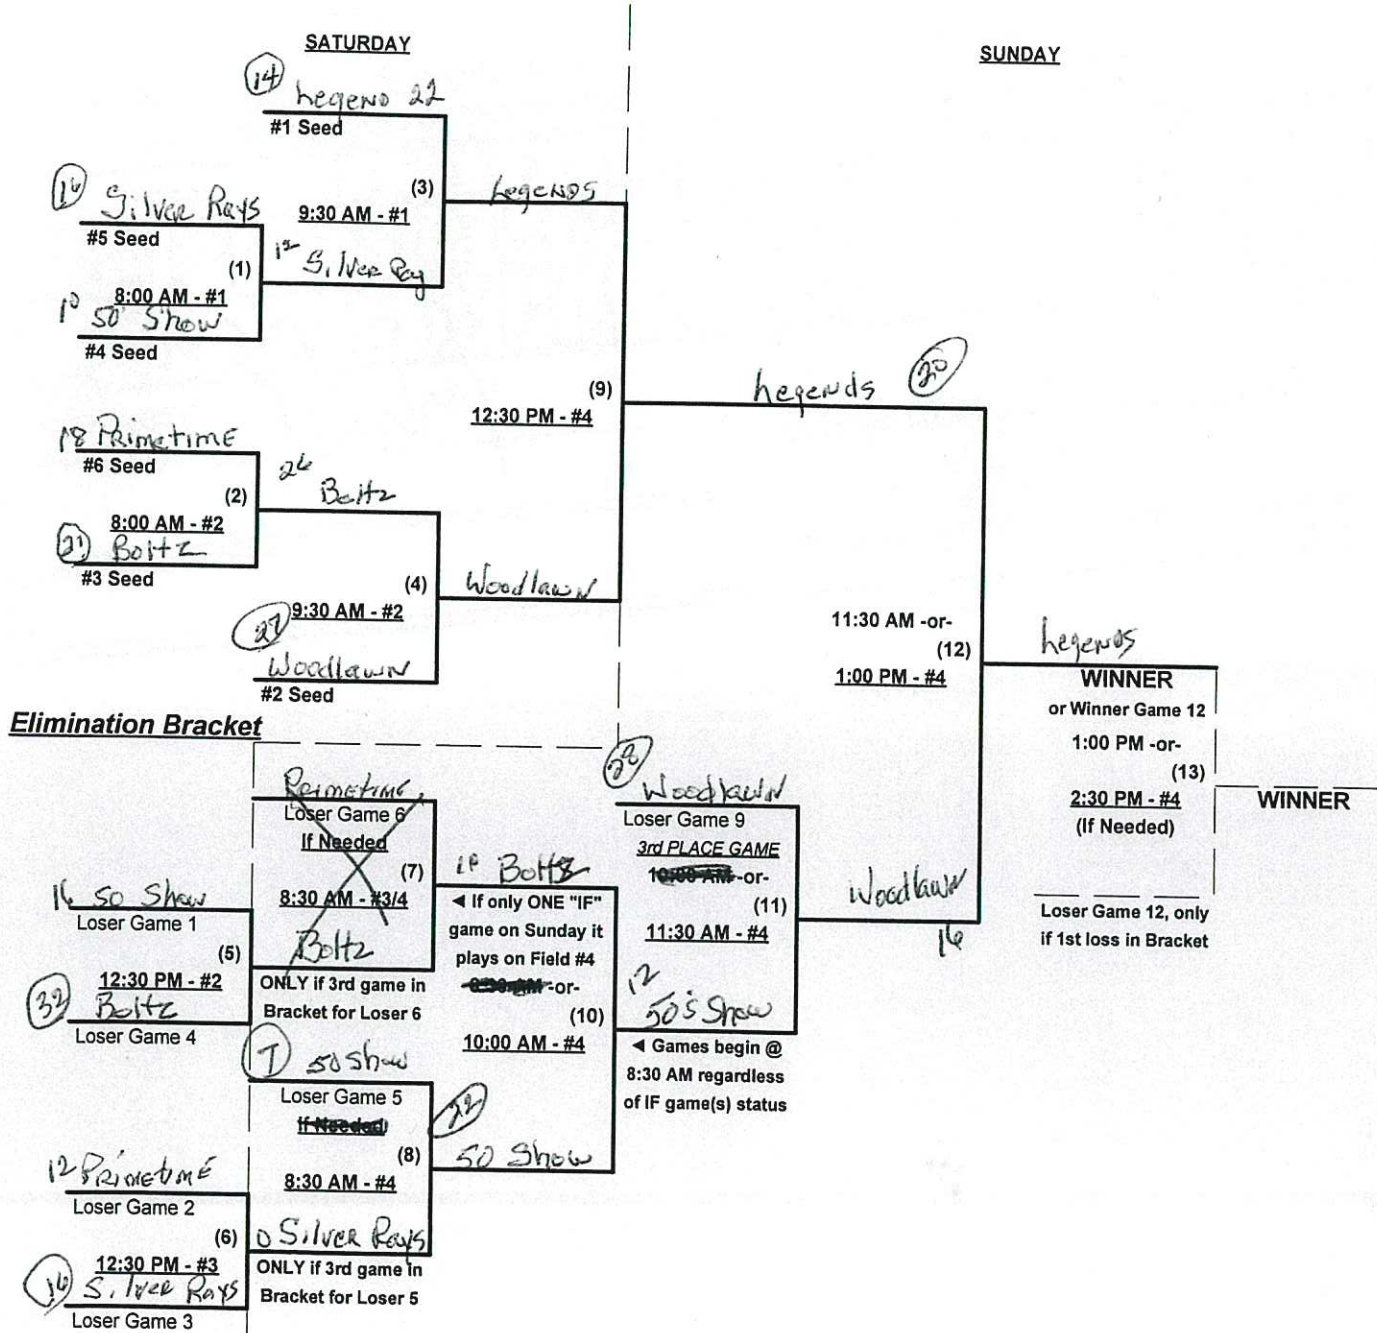 SATURDAY
SUNDAY
14 Legend 22
#1 Seed
(3)
Legends
9:30 AM - #1
16 Silver Rays
#5 Seed
(1)
Silver Ray
8:00 AM - #1
10 50 Show
#4 Seed
Legends 20
(9)
12:30 PM - #4
18 Primetime
#6 Seed
26 Boltz
(2)
8:00 AM - #2
21 Boltz
#3 Seed
(4)
Woodlawn
9:30 AM - #2
27
Woodlawn
#2 Seed
11:30 AM -or-
(12)
1:00 PM - #4
Legends
WINNER
or Winner Game 12
1:00 PM -or-
(13)
2:30 PM - #4
(If Needed)
WINNER
Loser Game 12, only
if 1st loss in Bracket
Elimination Bracket
Primetime
Loser Game 6
If Needed
(7)
8:30 AM - #3/4
Boltz
ONLY if 3rd game in
Bracket for Loser 6
16 50 Show
Loser Game 1
(5)
12:30 PM - #2
32 Boltz
Loser Game 4
Boltz
◄ If only ONE "IF"
game on Sunday it
plays on Field #4
8:30 AM -or-
(10)
10:00 AM - #4
28
Woodlawn
Loser Game 9
3rd PLACE GAME
10:00 AM -or-
(11)
11:30 AM - #4
12
50's Show
◄ Games begin @
8:30 AM regardless
of IF game(s) status
Woodlawn
16
7 50 Show
Loser Game 5
If Needed
(8)
8:30 AM - #4
0 Silver Rays
ONLY if 3rd game in
Bracket for Loser 5
22
50 Show
12 Primetime
Loser Game 2
(6)
12:30 PM - #3
16 Silver Rays
Loser Game 3